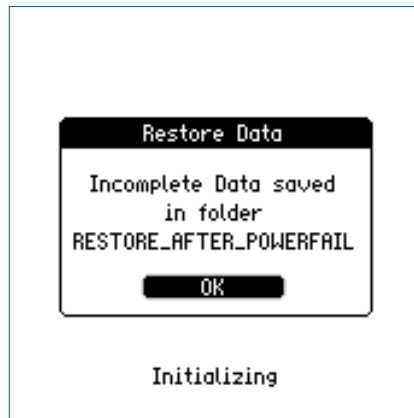 Restore Data
Incomplete Data saved
in folder
RESTORE_AFTER_POWERFAIL
OK
Initializing